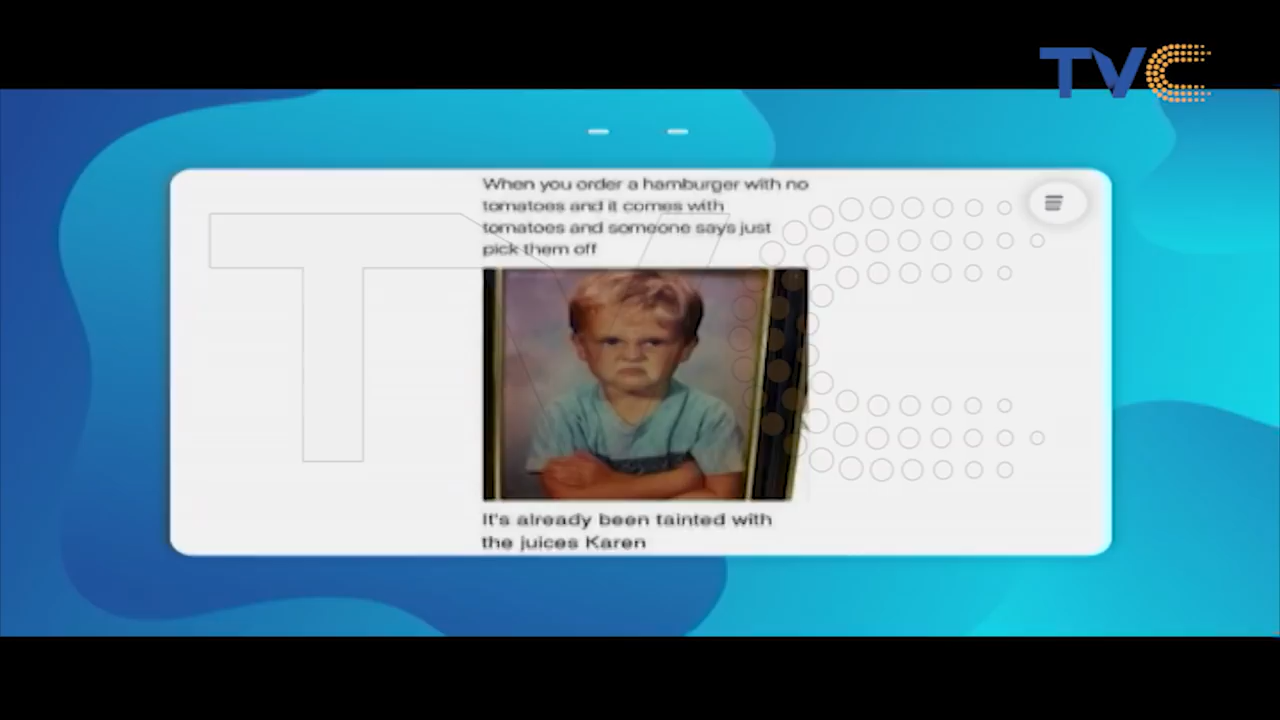 TVC
When you order a hamburger with no
tomatoes and it comes with
tomatoes and someone says just
pick them off
TVC
It's already been tainted with
the juices Karen